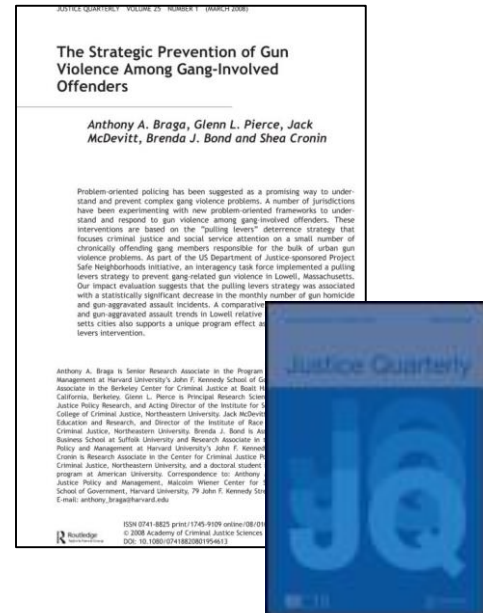 JUSTICE QUARTERLY VOLUME 25 NUMBER 1 (MARCH 2008)
The Strategic Prevention of Gun
Violence Among Gang-Involved
Offenders
Anthony A. Braga, Glenn L. Pierce, Jack
McDevitt, Brenda J. Bond and Shea Cronin
Problem-oriented policing has been suggested as a promising way to under-
stand and prevent complex gang violence problems. A number of jurisdictions
have been experimenting with new problem-oriented frameworks to under-
stand and respond to gun violence among gang-involved offenders. These
interventions are based on the "pulling levers" deterrence strategy that
focuses criminal justice and social service attention on a small number of
chronically offending gang members responsible for the bulk of urban gun
violence problems. As part of the US Department of Justice-sponsored Project
Safe Neighborhoods initiative, an interagency task force implemented a pulling
levers strategy to prevent gang-related gun violence in Lowell, Massachusetts.
Our impact evaluation suggests that the pulling levers strategy was associated
with a statistically significant decrease in the monthly number of gun homicide
and gun-aggravated assault incidents. A comparative
and gun-aggravated assault trends in Lowell relative
setts cities also supports a unique program effect as
levers intervention.
Anthony A. Braga is Senior Research Associate in the Program
Management at Harvard University's John F. Kennedy School of
Associate in the Berkeley Center for Criminal Justice at Boalt
California, Berkeley. Glenn L. Pierce is Principal Research
Justice Policy Research, and Acting Director of the Institute for
College of Criminal Justice, Northeastern University. Jack
Education and Research, and Director of the Institute of Race
Criminal Justice, Northeastern University. Brenda J. Bond is
Business School at Suffolk University and Research Associate in
Policy and Management at Harvard University's John F.
Cronin is Research Associate in the Center for Criminal Justice
Criminal Justice, Northeastern University, and a doctoral student
program at American University. Correspondence to: Anthony
Justice Policy and Management, Malcolm Wiener Center for
School of Government, Harvard University, 79 John F. Kennedy
E-mail: anthony_braga@harvard.edu
ISSN 0741-8825 print/1745-9109 online/08/
Routledge © 2008 Academy of Criminal Justice Sciences
DOI: 10.1080/07418820801954613
Justice Quarterly
JQ